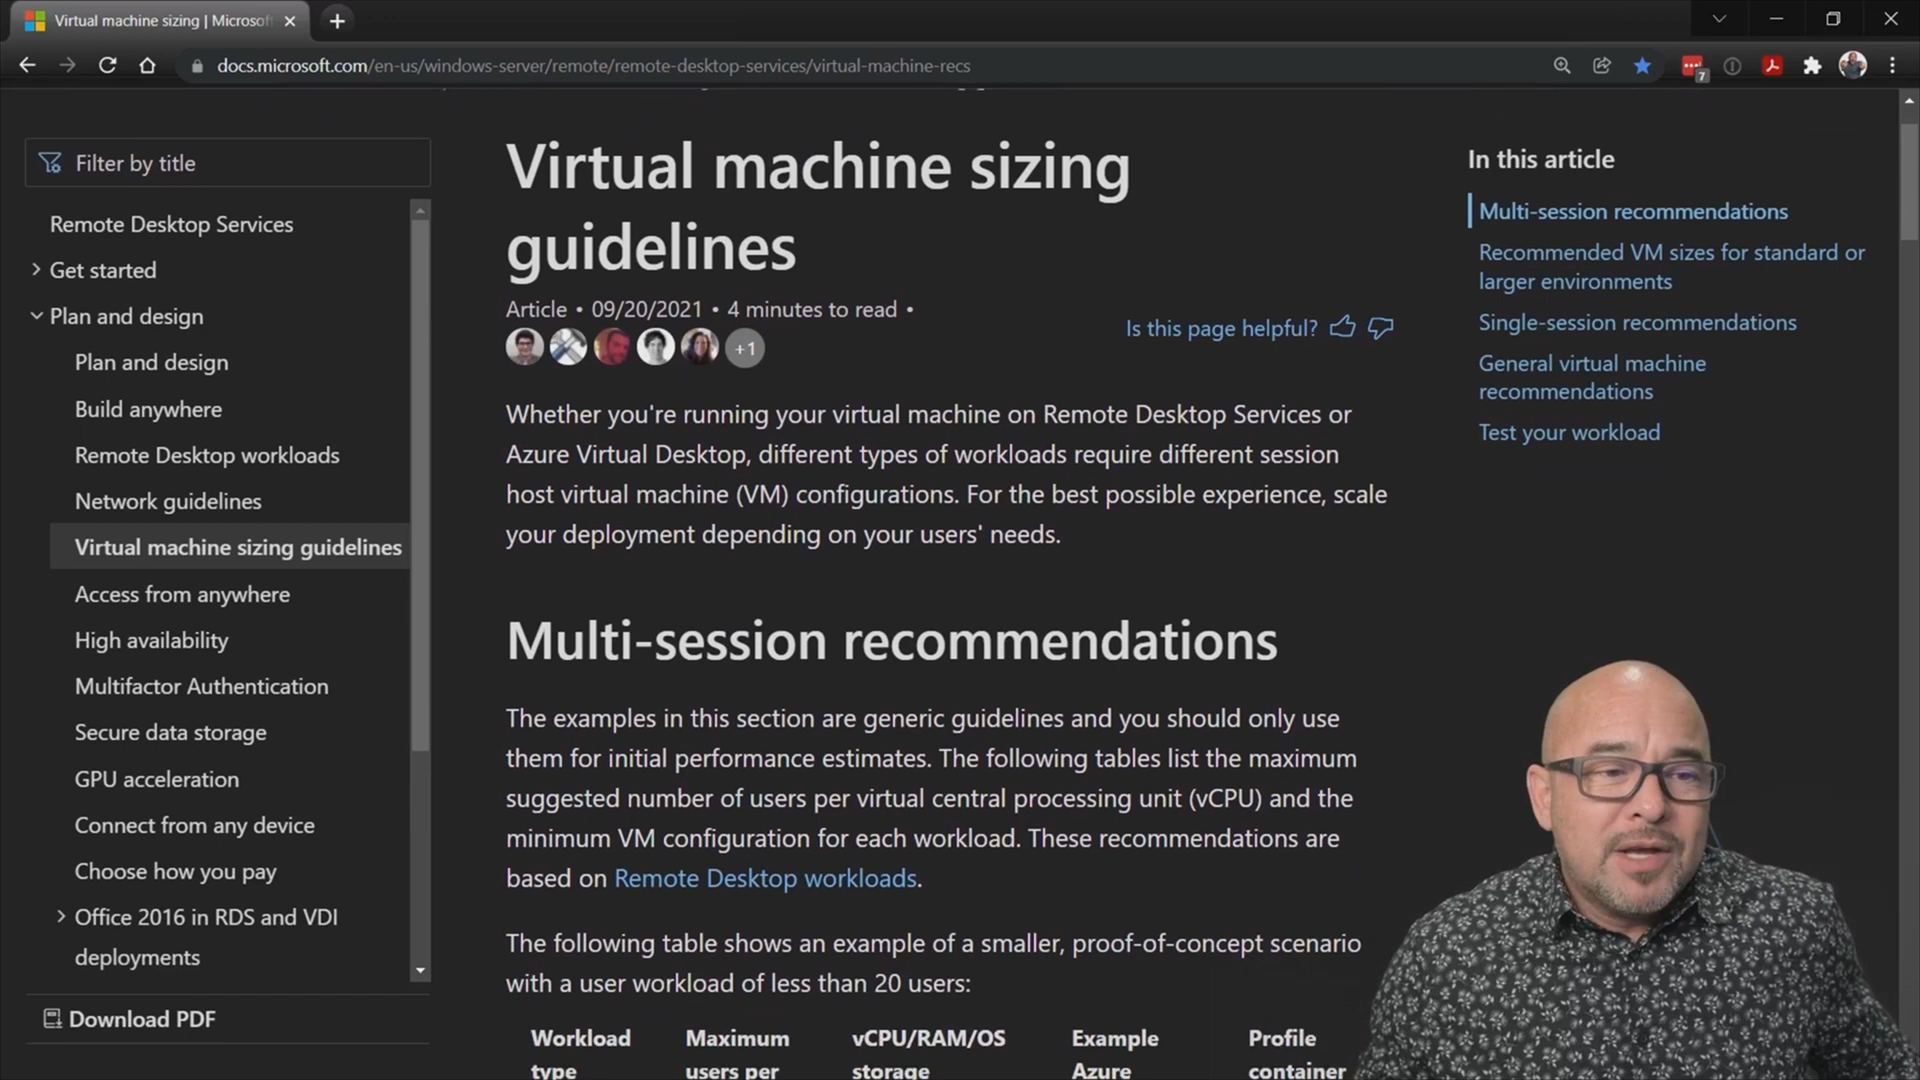 Virtual machine sizing | Microsof
docs.microsoft.com/en-us/windows-server/remote/remote-desktop-services/virtual-machine-recs
7
Filter by title
Remote Desktop Services
Get started
Plan and design
Plan and design
Build anywhere
Remote Desktop workloads
Network guidelines
Virtual machine sizing guidelines
Access from anywhere
High availability
Multifactor Authentication
Secure data storage
GPU acceleration
Connect from any device
Choose how you pay
Office 2016 in RDS and VDI
deployments
Download PDF
Virtual machine sizing
guidelines
Article • 09/20/2021 • 4 minutes to read •
+1
Is this page helpful?
Whether you're running your virtual machine on Remote Desktop Services or
Azure Virtual Desktop, different types of workloads require different session
host virtual machine (VM) configurations. For the best possible experience, scale
your deployment depending on your users' needs.
Multi-session recommendations
The examples in this section are generic guidelines and you should only use
them for initial performance estimates. The following tables list the maximum
suggested number of users per virtual central processing unit (vCPU) and the
minimum VM configuration for each workload. These recommendations are
based on Remote Desktop workloads.
The following table shows an example of a smaller, proof-of-concept scenario
with a user workload of less than 20 users:
Workload Maximum vCPU/RAM/OS Example Profile
type users per storage Azure container
In this article
Multi-session recommendations
Recommended VM sizes for standard or
larger environments
Single-session recommendations
General virtual machine
recommendations
Test your workload